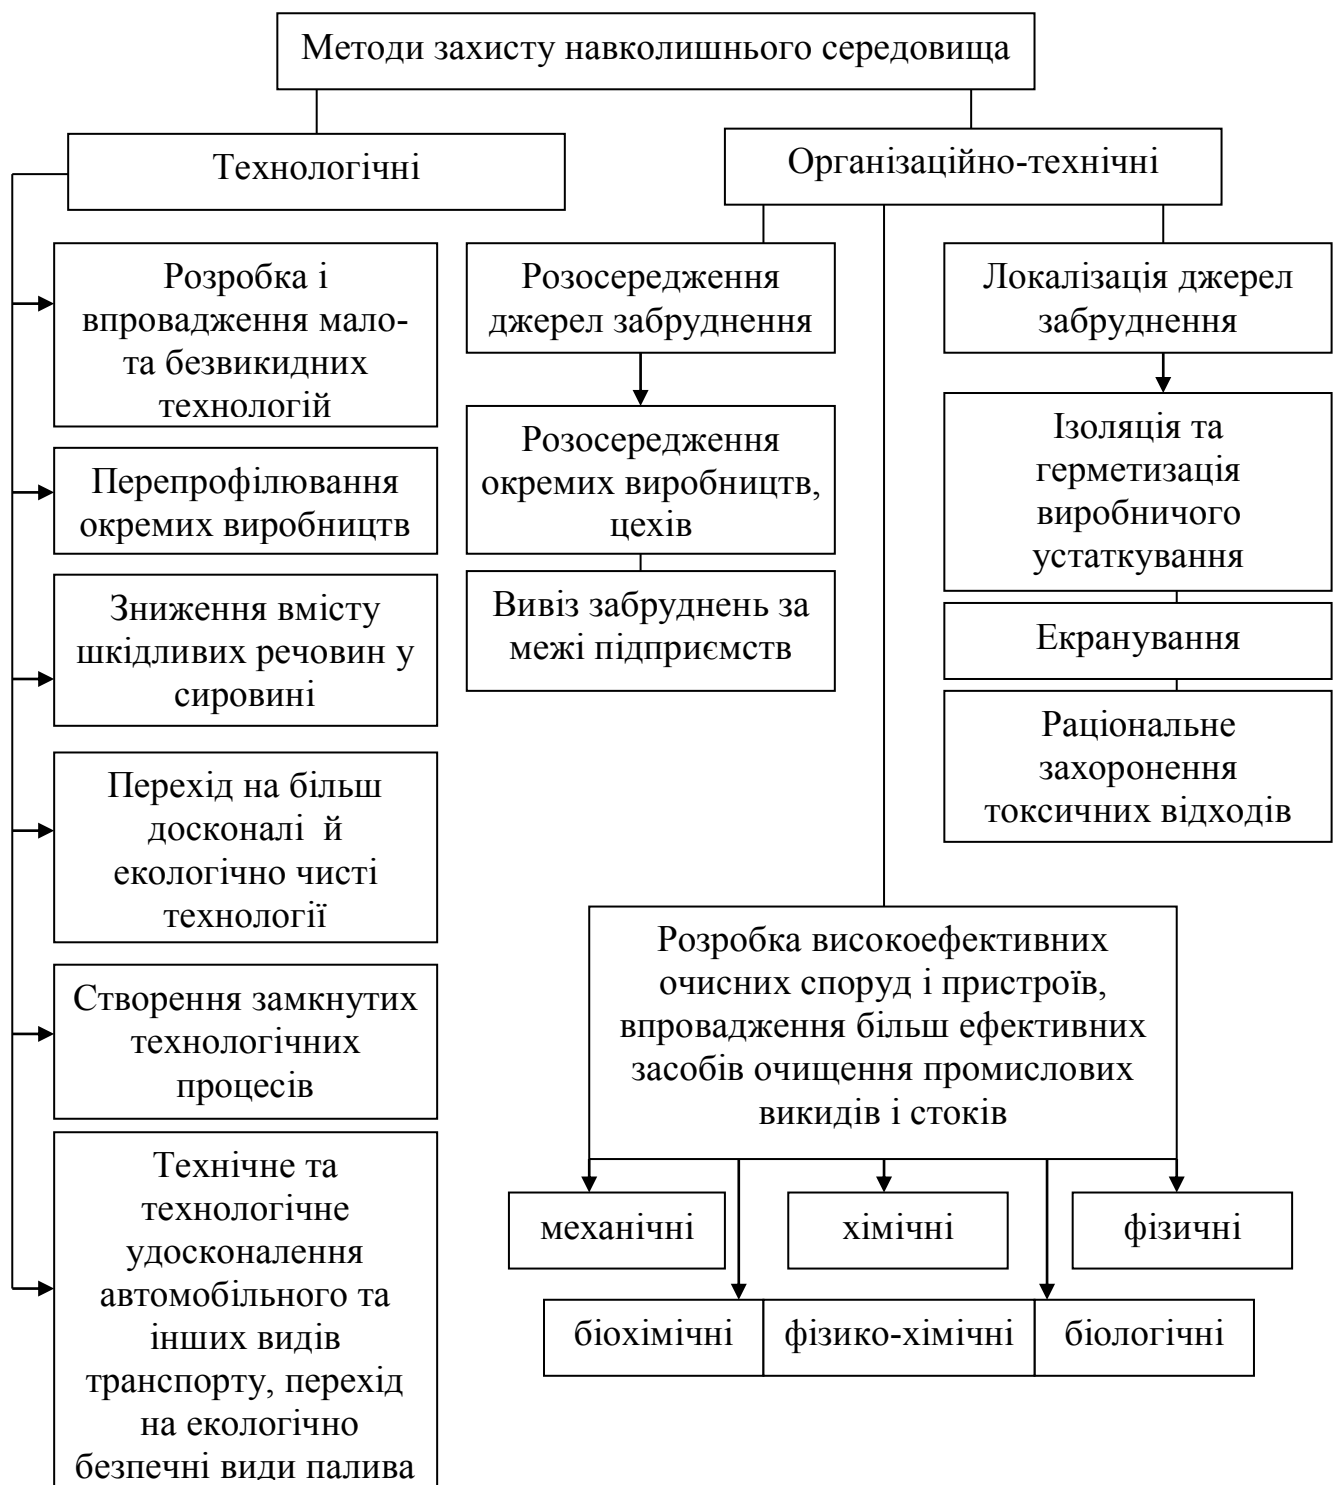 Методи захисту навколишнього середовища
Технологічні
Організаційно-технічні
Розробка і
впровадження мало-
та безвикидних
технологій
Перепрофілювання
окремих виробництв
Зниження вмісту
шкідливих речовин у
сировині
Перехід на більш
досконалі й
екологічно чисті
технології
Створення замкнутих
технологічних
процесів
Технічне та
технологічне
удосконалення
автомобільного та
інших видів
транспорту, перехід
на екологічно
безпечні види палива
Розосередження
джерел забруднення
Розосередження
окремих виробництв,
цехів
Вивіз забруднень за
межі підприємств
Локалізація джерел
забруднення
Ізоляція та
герметизація
виробничого
устаткування
Екранування
Раціональне
захоронення
токсичних відходів
Розробка високоефективних
очисних споруд і пристроїв,
впровадження більш ефективних
засобів очищення промислових
викидів і стоків
механічні
хімічні
фізичні
біохімічні
фізико-хімічні
біологічні